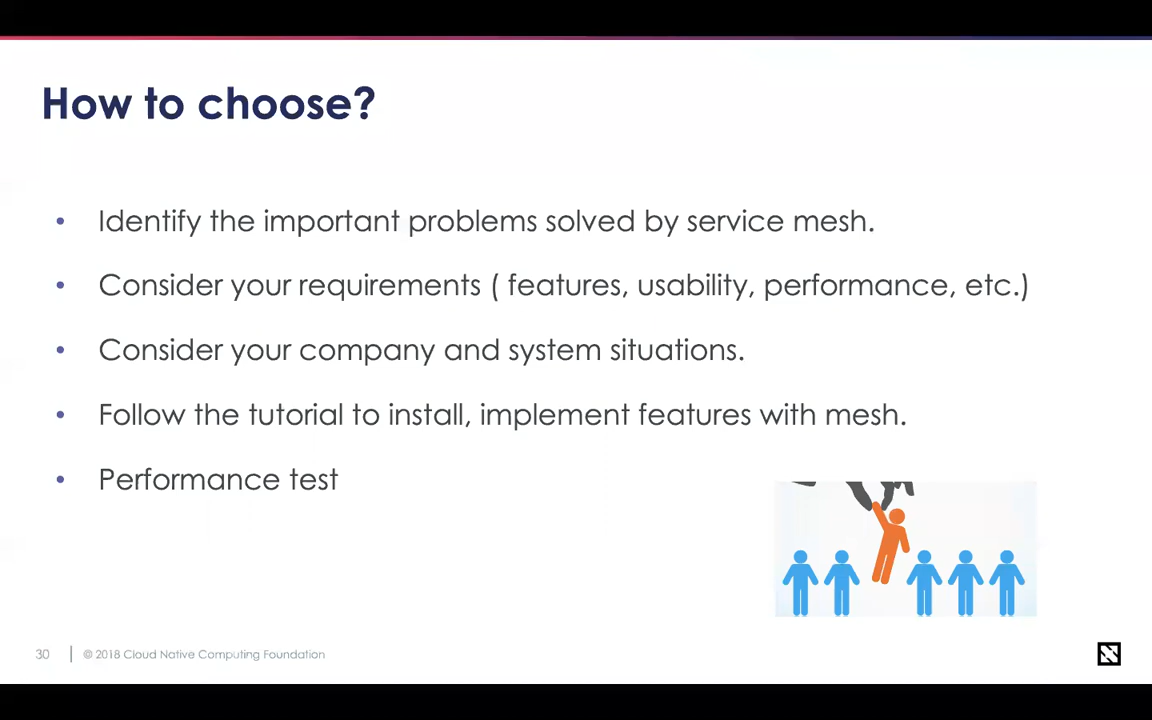 How to choose?
• Identify the important problems solved by service mesh.
• Consider your requirements ( features, usability, performance, etc.)
• Consider your company and system situations.
• Follow the tutorial to install, implement features with mesh.
• Performance test
30 | © 2018 Cloud Native Computing Foundation